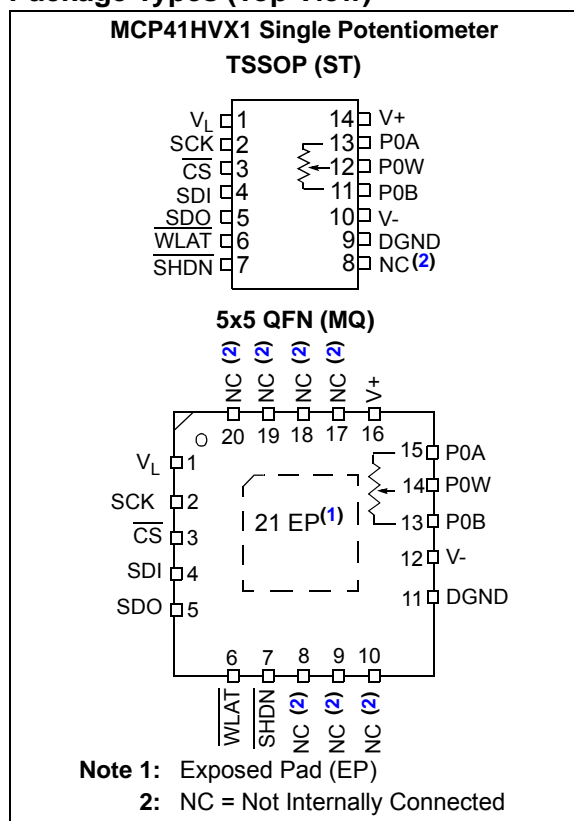 Package Types (Top View)
MCP41HVX1 Single Potentiometer
TSSOP (ST)
VL 1 14 V+
SCK 2 13 P0A
CS 3 12 P0W
SDI 4 11 P0B
SDO 5 10 V-
WLAT 6 9 DGND
SHDN 7 8 NC(2)
5x5 QFN (MQ)
NC (2) NC (2) NC (2) NC (2) V+
20 19 18 17 16
VL 1 15 P0A
SCK 2 14 P0W
CS 3 21 EP(1) 13 P0B
SDI 4 12 V-
SDO 5 11 DGND
6 7 8 9 10
WLAT SHDN NC (2) NC (2) NC (2)
Note 1: Exposed Pad (EP)
2: NC = Not Internally Connected